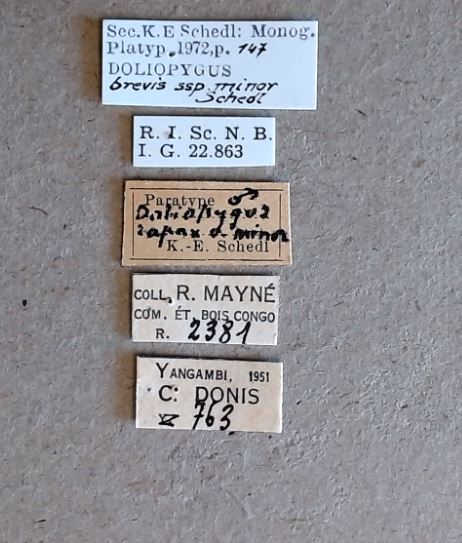 Sec.K.E Schedl: Monog.
Platyp.1972,p. 147
DOLIOPYGUS
brevis ssp. minor
Schedl
R. I. Sc. N. B.
I. G. 22.863
Paratype ♂
Doliopygus
rapax v. minor
K.-E. Schedl
COLL. R. MAYNÉ
COM. ÉT. BOIS CONGO
R. 2381
YANGAMBI, 1951
C: DONIS
763